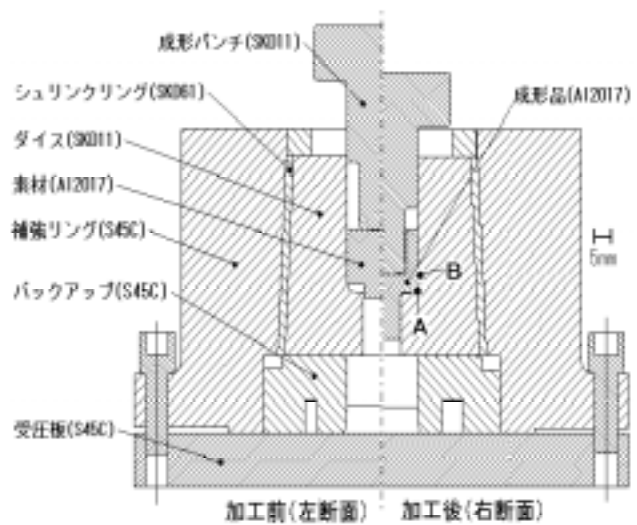 成形パンチ(SKD11)
シュリンクリング(SKD61)
成形品(Al2017)
ダイス(SKD11)
素材(Al2017)
補強リング(S45C)
B
5mm
バックアップ(S45C)
A
受圧板(S45C)
加工前(左断面)
加工後(右断面)